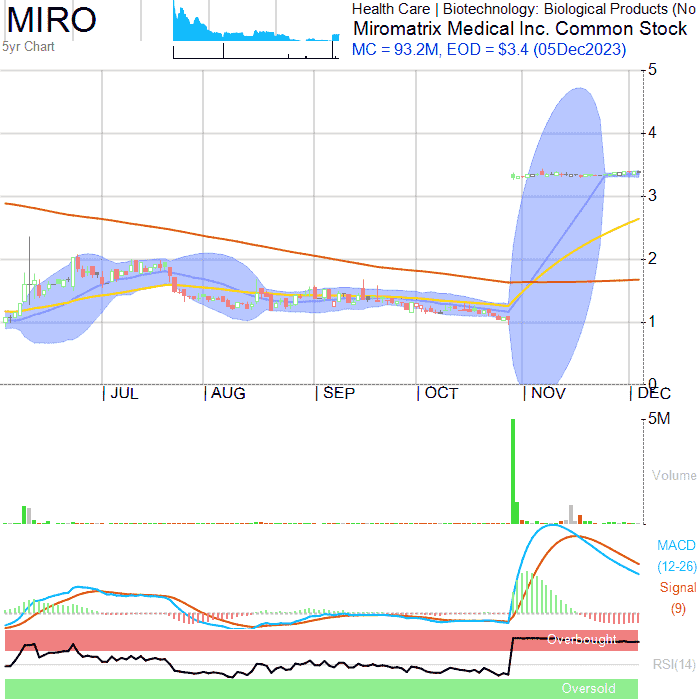 MIRO
5yr Chart
Health Care | Biotechnology: Biological Products (No
Miromatrix Medical Inc. Common Stock
MC = 93.2M, EOD = $3.4 (05Dec2023)
5
4
3
2
1
0
JUL AUG SEP OCT NOV DEC
5M
Volume
MACD
(12-26)
Signal
(9)
Overbought
RSI(14)
Oversold